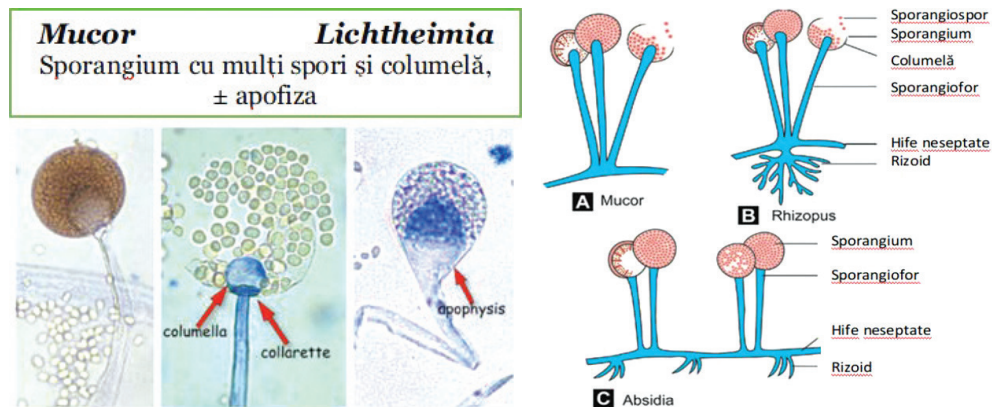 Mucor Lichtheimia
Sporangium cu mulți spori și columelă,
± apofiza
columella
collarette
apophysis
A Mucor
Sporangiospor
Sporangium
Columelă
Sporangiofor
Hife neseptate
Rizoid
B Rhizopus
Sporangium
Sporangiofor
Hife neseptate
Rizoid
C Absidia